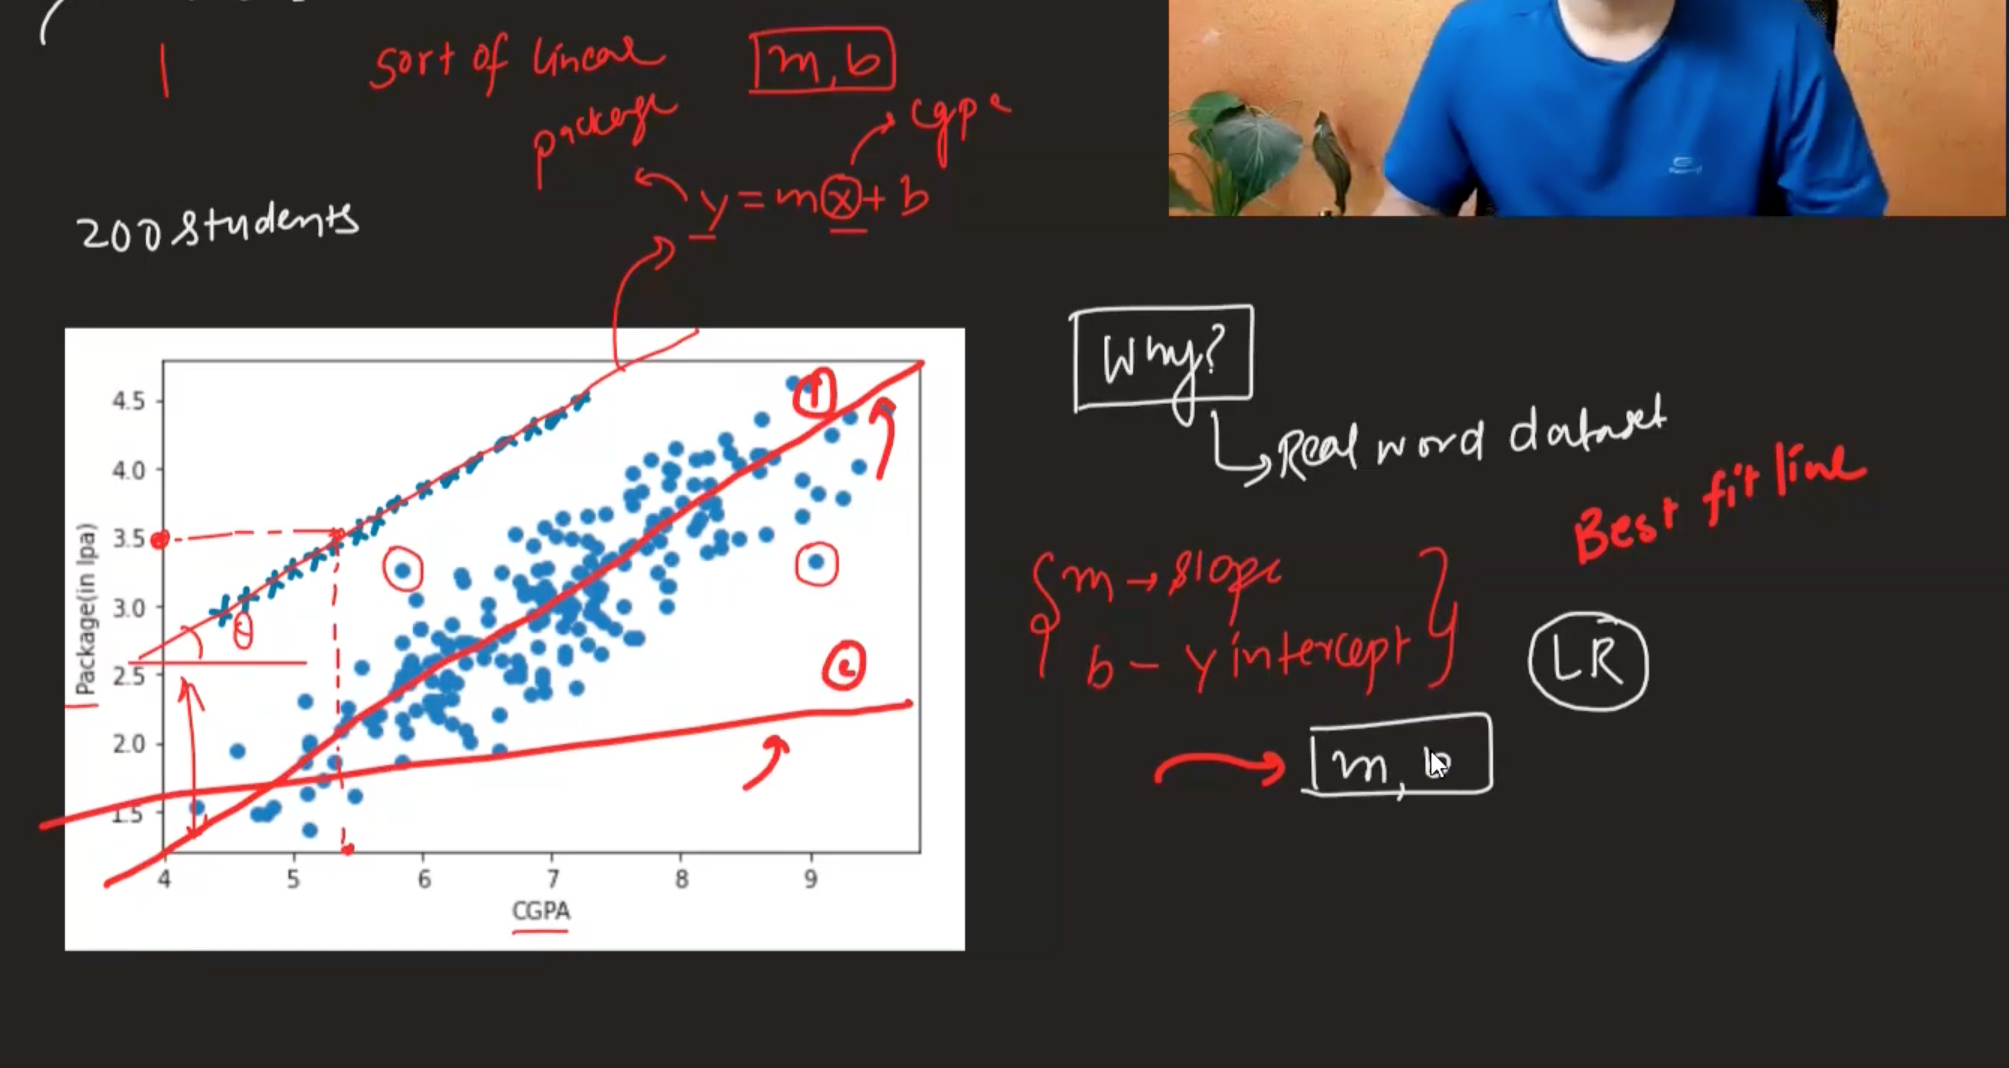 sort of linear
m, b
package
cgpa
y = mx + b
200 students
Why?
Real word dataset
Best fit line
m → slope
b - y intercept
LR
m, b
4.5
4.0
3.5
3.0
2.5
2.0
1.5
Package(in lpa)
4 5 6 7 8 9
CGPA